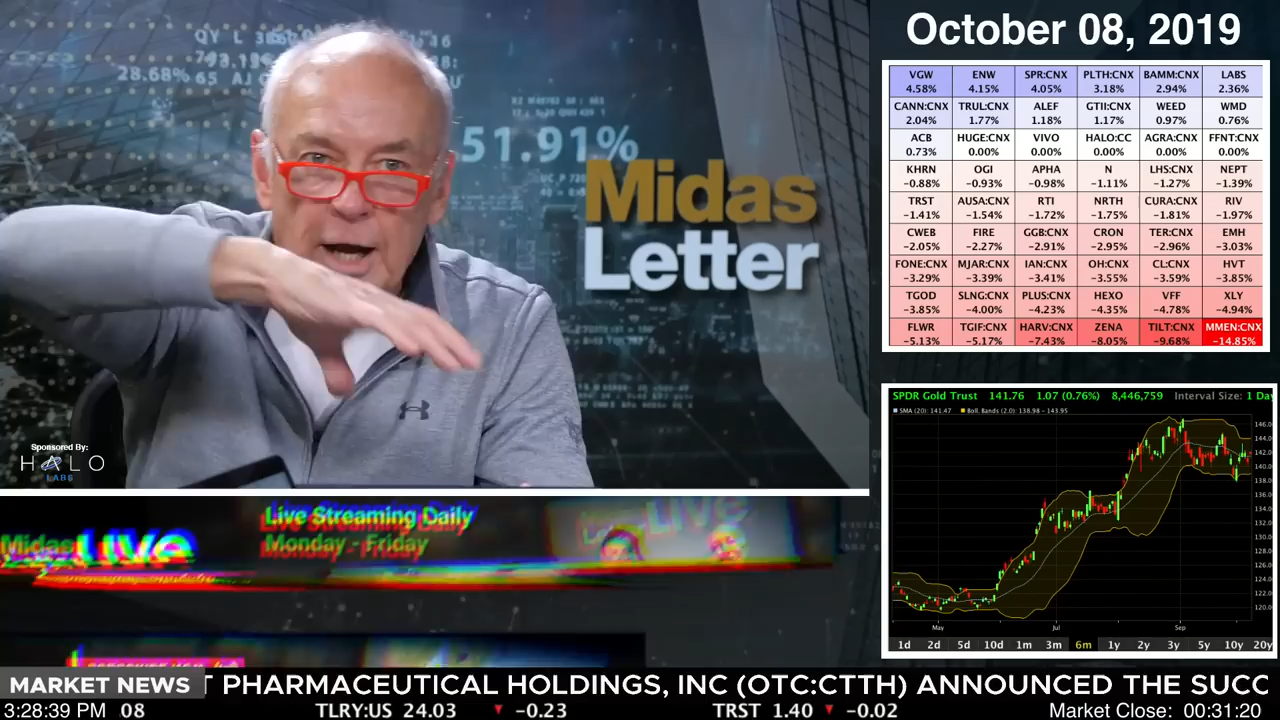 QY L
28.68% 65
51.91%
Midas
Letter
Sponsored By:
HALO
LABS
October 08, 2019
VGW ENW SPR:CNX PLTH:CNX BAMM:CNX LABS
4.58% 4.15% 4.05% 3.18% 2.94% 2.36%
CANN:CNX TRUL:CNX ALEF GTII:CNX WEED WMD
2.04% 1.77% 1.18% 1.17% 0.97% 0.76%
ACB HUGE:CNX VIVO HALO:CC AGRA:CNX FFNT:CNX
0.73% 0.00% 0.00% 0.00% 0.00% 0.00%
KHRN OGI APHA N LHS:CNX NEPT
−0.88% −0.93% −0.98% −1.11% −1.27% −1.39%
TRST AUSA:CNX RTI NRTH CURA:CNX RIV
−1.41% −1.54% −1.72% −1.75% −1.81% −1.97%
CWEB FIRE GGB:CNX CRON TER:CNX EMH
−2.05% −2.27% −2.91% −2.95% −2.96% −3.03%
FONE:CNX MJAR:CNX IAN:CNX OH:CNX CL:CNX HVT
−3.29% −3.39% −3.41% −3.55% −3.59% −3.85%
TGOD SLNG:CNX PLUS:CNX HEXO VFF XLY
−3.85% −4.00% −4.23% −4.35% −4.78% −4.94%
FLWR TGIF:CNX HARV:CNX ZENA TILT:CNX MMEN:CNX
−5.13% −5.17% −7.43% −8.05% −9.68% −14.85%
SPDR Gold Trust 141.76 1.07 (0.76%) 8,446,759 Interval Size: 1 Day
SMA (20): 141.47 Boll. Bands (2.0): 138.98 - 143.95
146.0
144.0
142.0
140.0
138.0
136.0
134.0
132.0
130.0
128.0
126.0
124.0
122.0
120.0
May Jul Sep
1d 2d 5d 10d 1m 3m 6m 1y 2y 3y 5y 10y 20y
Midas LIVE
Live Streaming Daily
Monday - Friday
MARKET NEWS T PHARMACEUTICAL HOLDINGS, INC (OTC:CTTH) ANNOUNCED THE SUCC
3:28:39 PM 08 TLRY:US 24.03 ▼ -0.23 TRST 1.40 ▼ -0.02 Market Close: 00:31:20